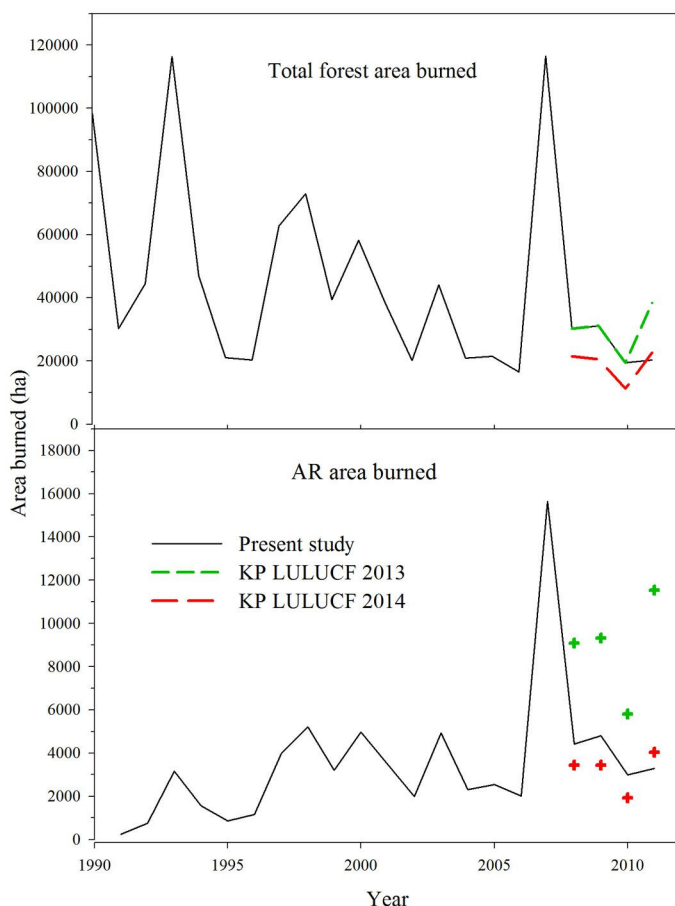 120000
Total forest area burned
100000
80000
60000
40000
20000
0
Area burned (ha)
18000
AR area burned
16000
14000
Present study
12000
KP LULUCF 2013
KP LULUCF 2014
10000
8000
6000
4000
2000
0
1990 1995 2000 2005 2010
Year